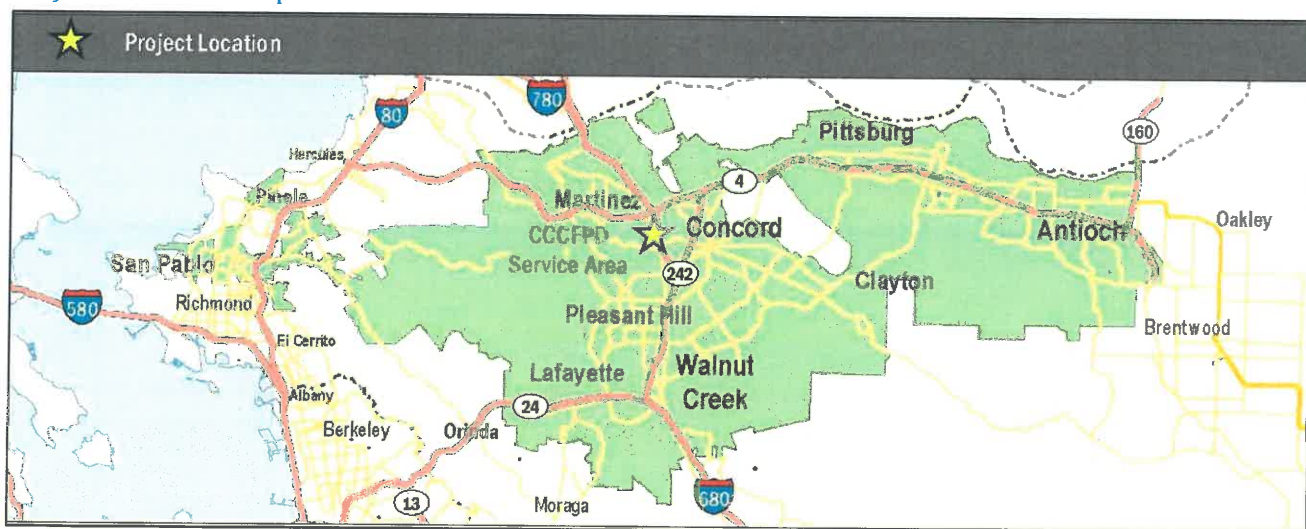 Project Location
80
780
160
Hercules
Pittsburg
Pinole
4
Martinez
Oakley
CCCFPD
Concord
Antioch
San Pablo
Service Area
242
Clayton
Richmond
580
Pleasant Hill
Brentwood
El Cerrito
Lafayette
Walnut
Creek
Albany
24
Berkeley
Orinda
13
Moraga
680